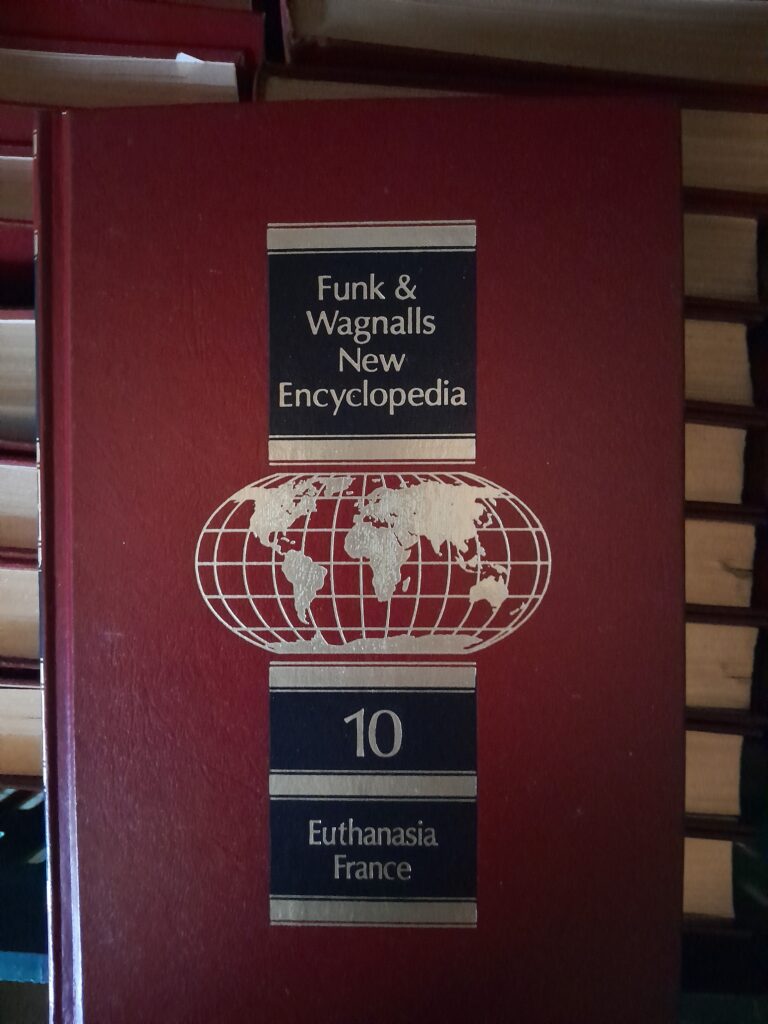 Funk &
Wagnalls
New
Encyclopedia
10
Euthanasia
France